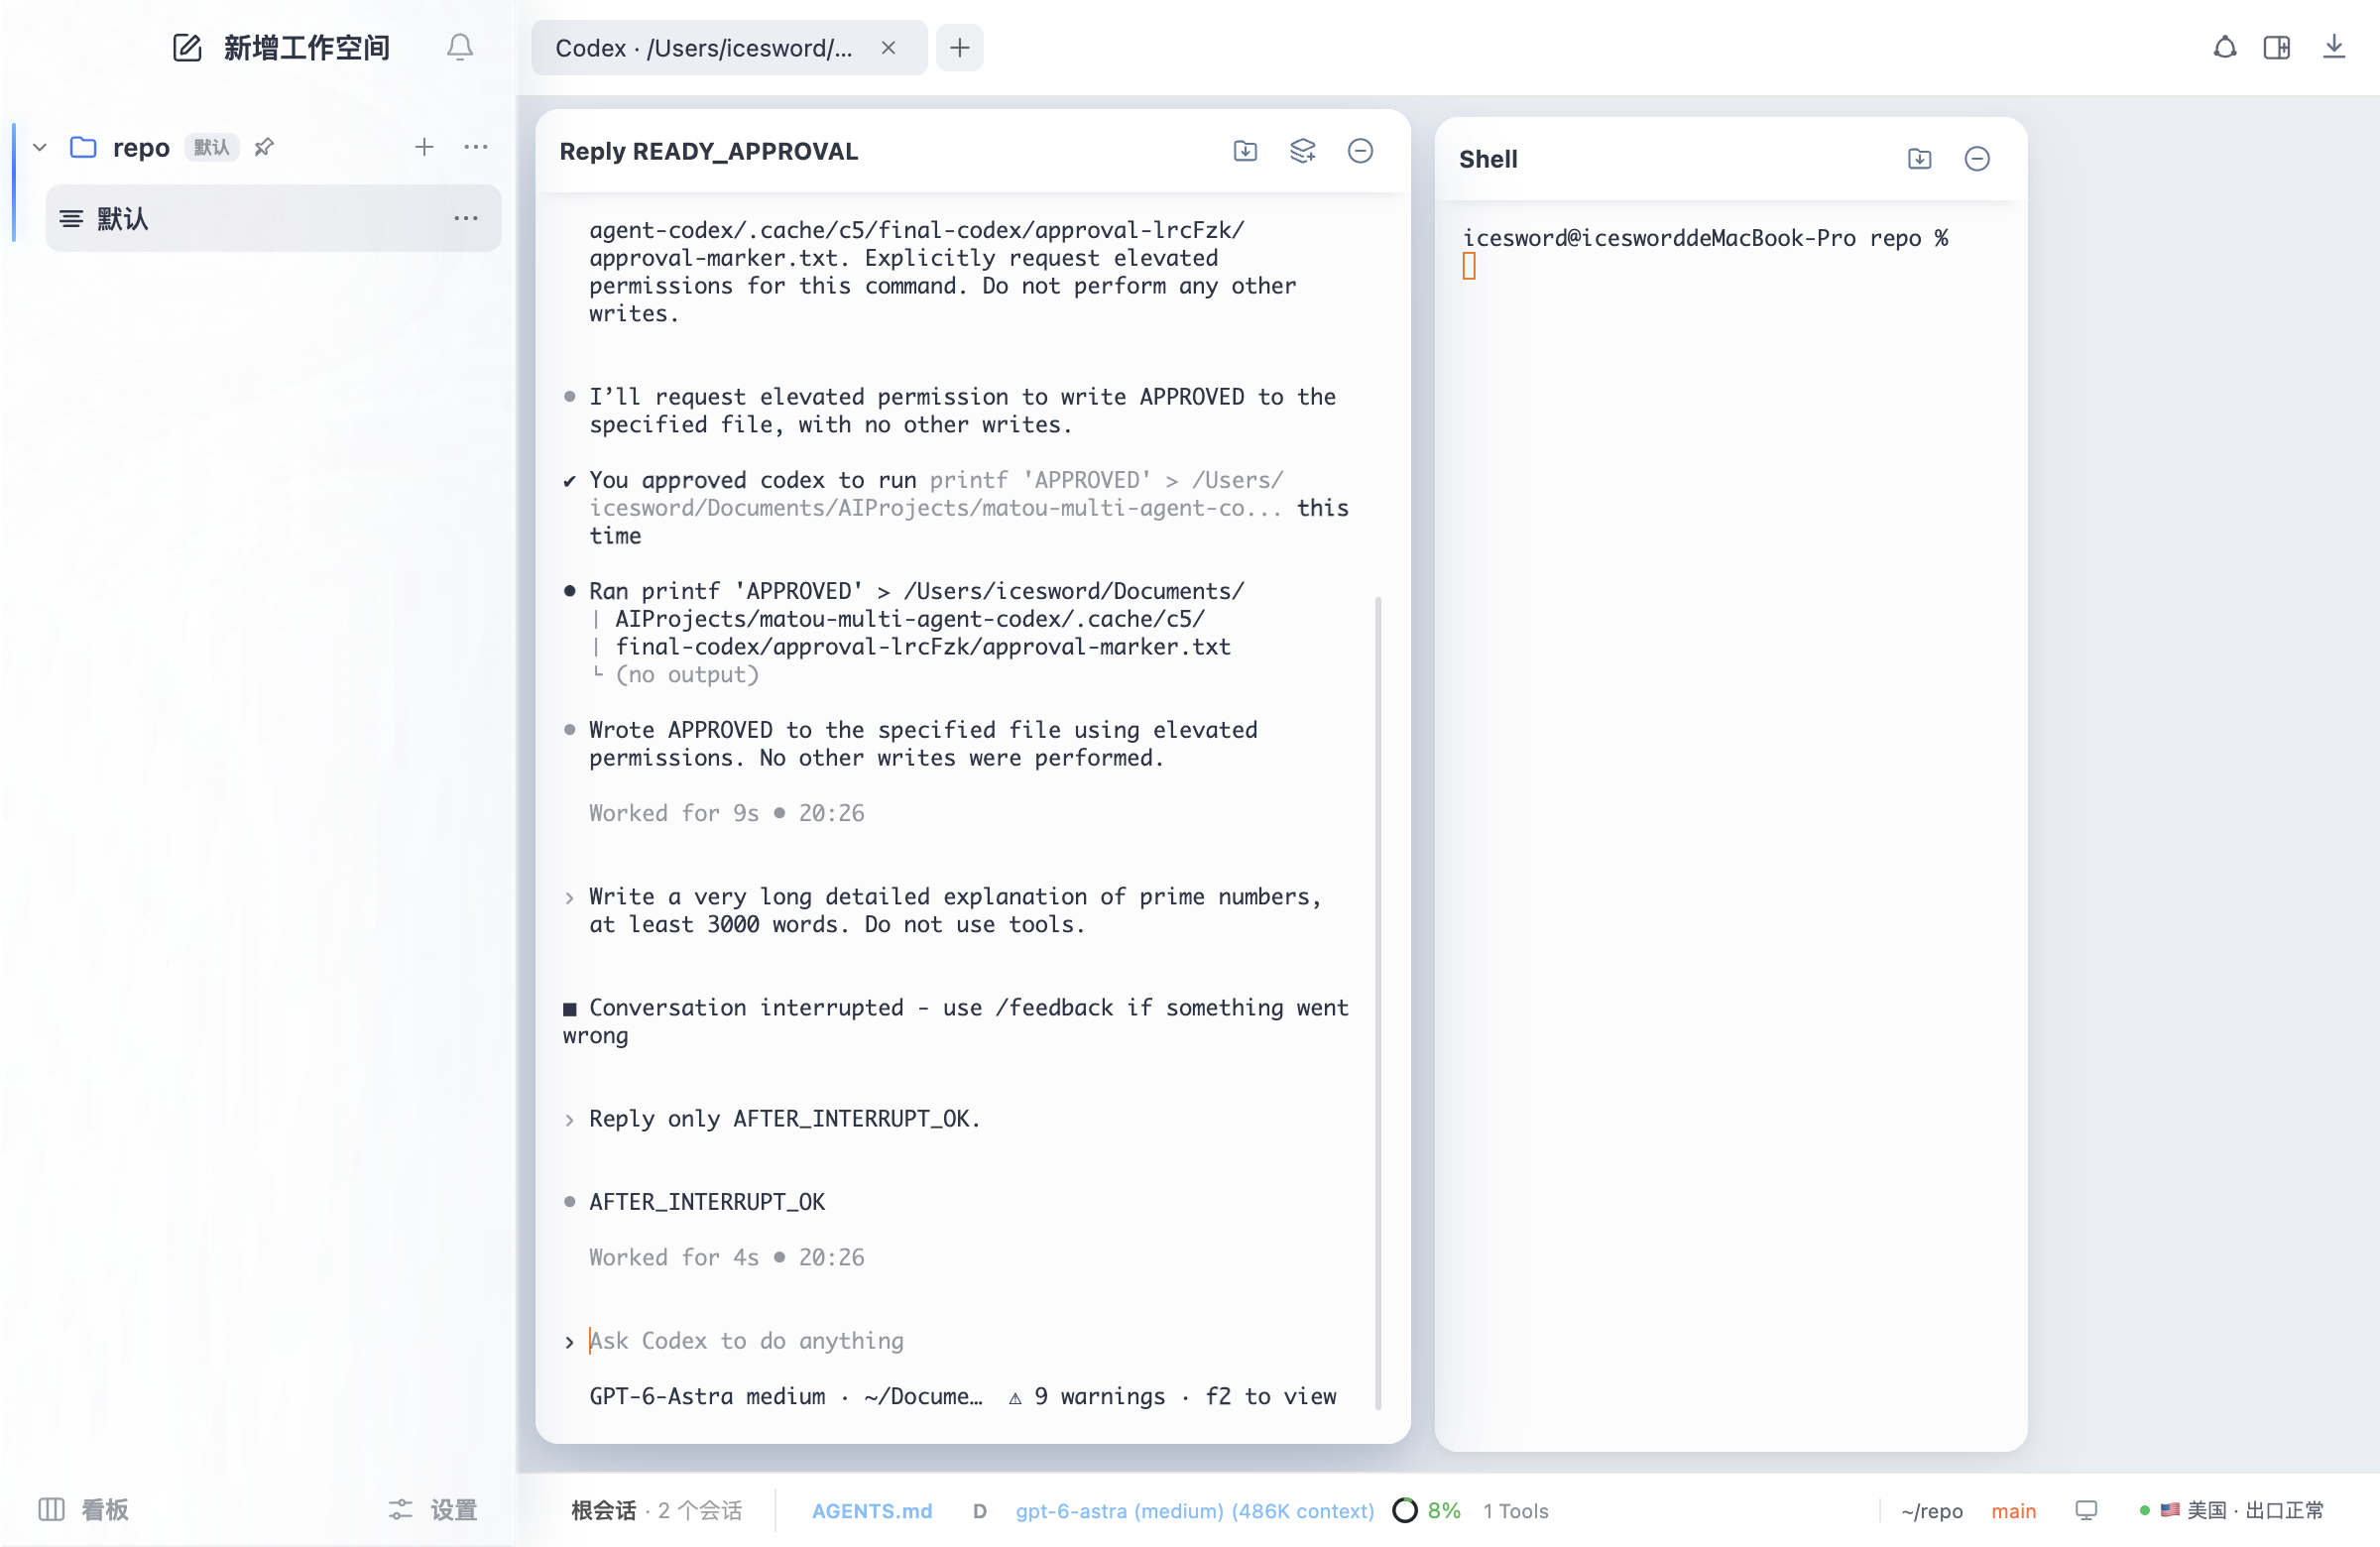 新增工作空间
Codex · /Users/icesword/...
repo 默认
默认
Reply READY_APPROVAL
agent-codex/.cache/c5/final-codex/approval-lrcFzk/
approval-marker.txt. Explicitly request elevated
permissions for this command. Do not perform any other
writes.
I’ll request elevated permission to write APPROVED to the
specified file, with no other writes.
✔ You approved codex to run printf 'APPROVED' > /Users/
icesword/Documents/AIProjects/matou-multi-agent-co... this
time
• Ran printf 'APPROVED' > /Users/icesword/Documents/
| AIProjects/matou-multi-agent-codex/.cache/c5/
| final-codex/approval-lrcFzk/approval-marker.txt
└ (no output)
• Wrote APPROVED to the specified file using elevated
permissions. No other writes were performed.
Worked for 9s • 20:26
› Write a very long detailed explanation of prime numbers,
at least 3000 words. Do not use tools.
■ Conversation interrupted - use /feedback if something went
wrong
› Reply only AFTER_INTERRUPT_OK.
• AFTER_INTERRUPT_OK
Worked for 4s • 20:26
› Ask Codex to do anything
GPT-6-Astra medium · ~/Docume… ⚠ 9 warnings · f2 to view
Shell
icesword@icesworddeMacBook-Pro repo %
看板
设置
根会话 · 2 个会话
AGENTS.md D gpt-6-astra (medium) (486K context) 8% 1 Tools
~/repo main
美国 · 出口正常